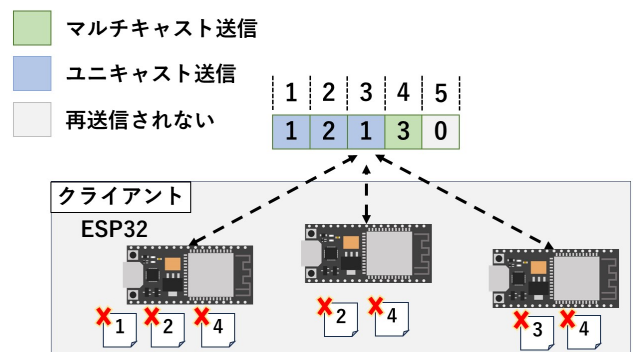 マルチキャスト送信
ユニキャスト送信
再送信されない
1 2 3 4 5
1 2 1 3 0
クライアント
ESP32
1 2 4
2 4
3 4